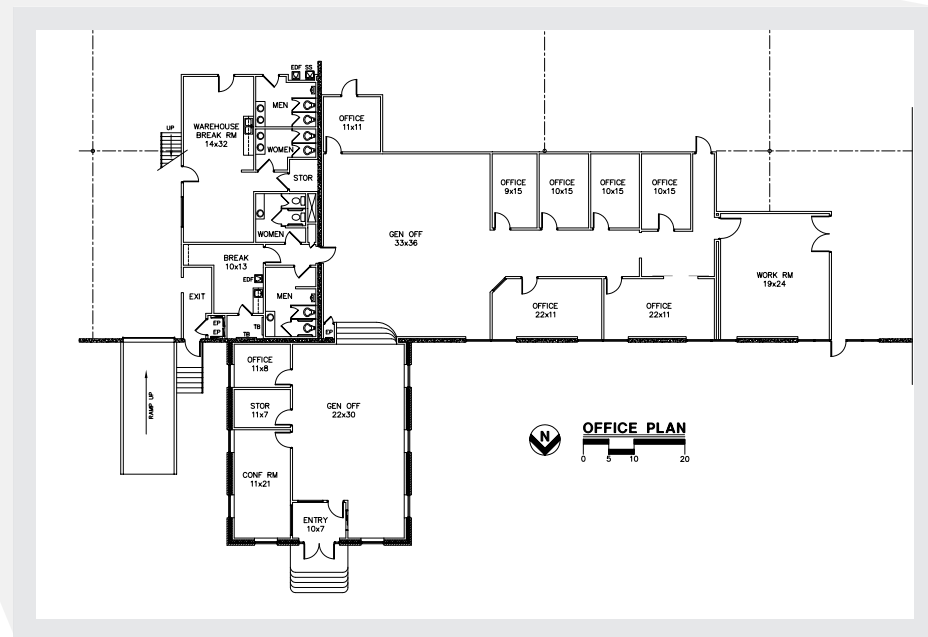 EDF SS
UP
WAREHOUSE
BREAK RM
14x32
MEN
WOMEN
STOR
WOMEN
OFFICE
11x11
GEN OFF
33x36
OFFICE
9x15
OFFICE
10x15
OFFICE
10x15
OFFICE
10x15
BREAK
10x13
EDF
EXIT
MEN
EP
EP
TB
TB
EP
OFFICE
22x11
OFFICE
22x11
WORK RM
19x24
RAMP UP
OFFICE
11x8
STOR
11x7
GEN OFF
22x30
CONF RM
11x21
ENTRY
10x7
N
OFFICE PLAN
0 5 10 20